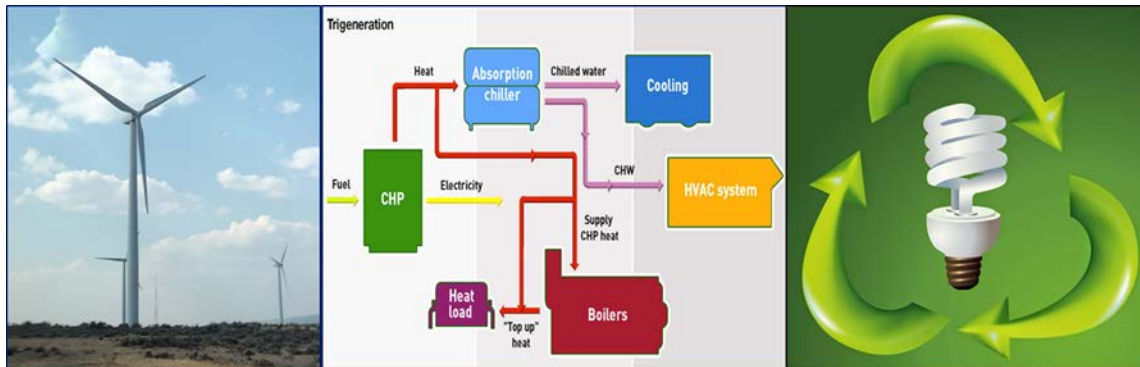 Trigeneration
Heat
Absorption
chiller
Chilled water
Cooling
Fuel
CHP
Electricity
CHW
HVAC system
Supply
CHP heat
Heat
load
"Top up"
heat
Boilers